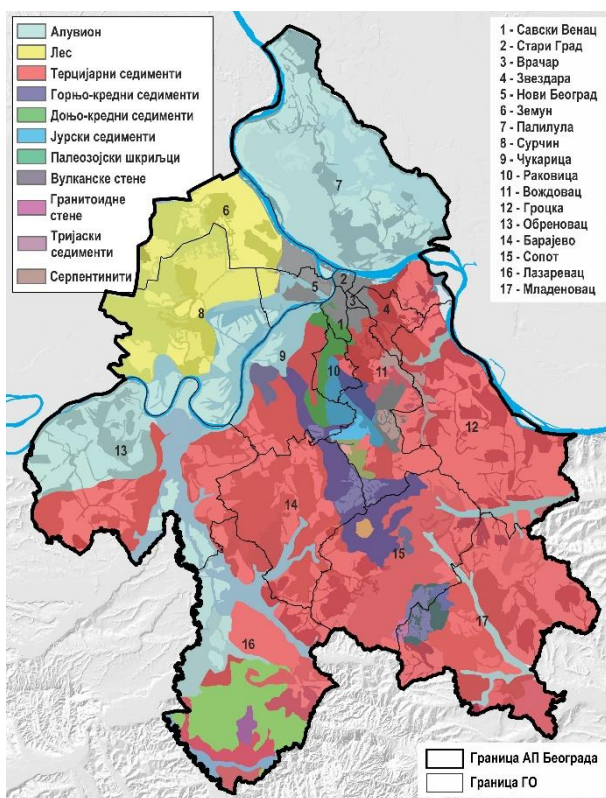 Алувион
Лес
Терцијарни седименти
Горњо-кредни седименти
Доњо-кредни седименти
Јурски седименти
Палеозојски шкриљци
Вулканске стене
Гранитоидне
стене
Тријаски
седименти
Серпентинити
1 - Савски Венац
2 - Стари Град
3 - Врачар
4 - Звездара
5 - Нови Београд
6 - Земун
7 - Палилула
8 - Сурчин
9 - Чукарица
10 - Раковица
11 - Вождовац
12 - Гроцка
13 - Обреновац
14 - Барајево
15 - Сопот
16 - Лазаревац
17 - Младеновац
7
6
2
5
3
4
8
1
9
10
11
12
13
14
15
16
17
Граница АП Београда
Граница ГО